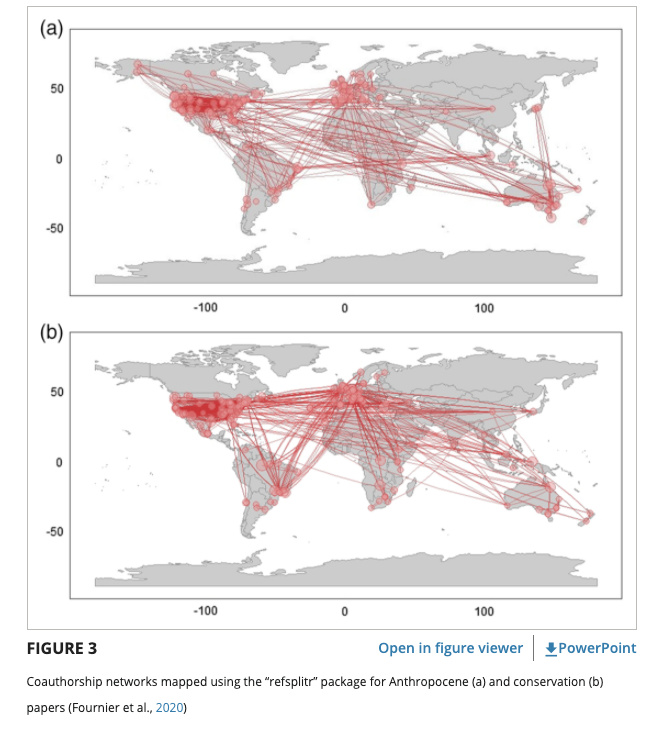 (a)
50
0
-50
-100 0 100
(b)
50
0
-50
-100 0 100
FIGURE 3 Open in figure viewer PowerPoint
Coauthorship networks mapped using the “refsplitr” package for Anthropocene (a) and conservation (b)
papers (Fournier et al., 2020)